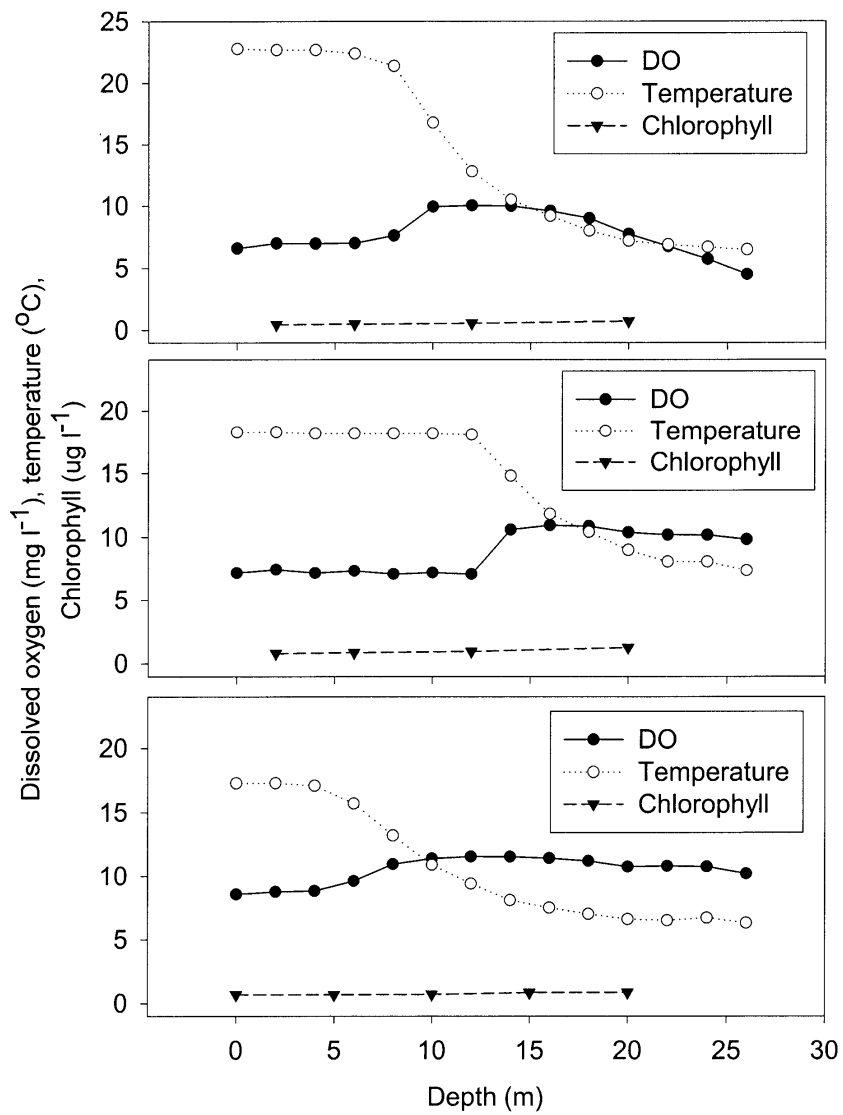 25
20
15
10
5
0
DO
Temperature
Chlorophyll
20
15
10
5
0
DO
Temperature
Chlorophyll
20
15
10
5
0
DO
Temperature
Chlorophyll
0 5 10 15 20 25 30
Depth (m)
Dissolved oxygen (mg l⁻¹), temperature (ºC),
Chlorophyll (ug l⁻¹)